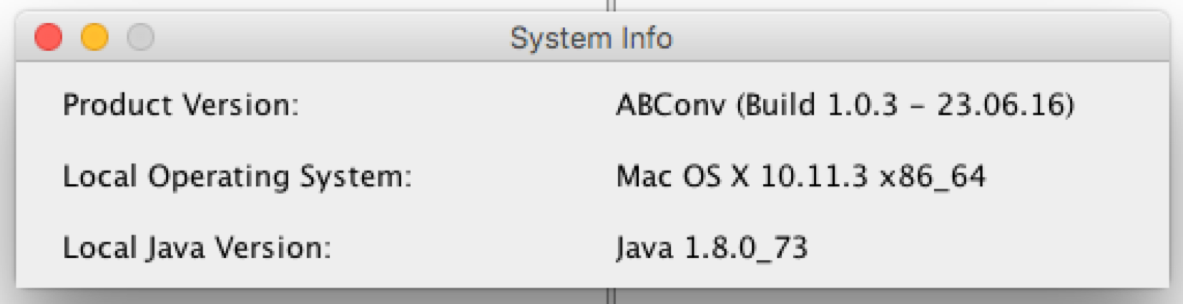 System Info
Product Version: ABConv (Build 1.0.3 – 23.06.16)
Local Operating System: Mac OS X 10.11.3 x86_64
Local Java Version: Java 1.8.0_73